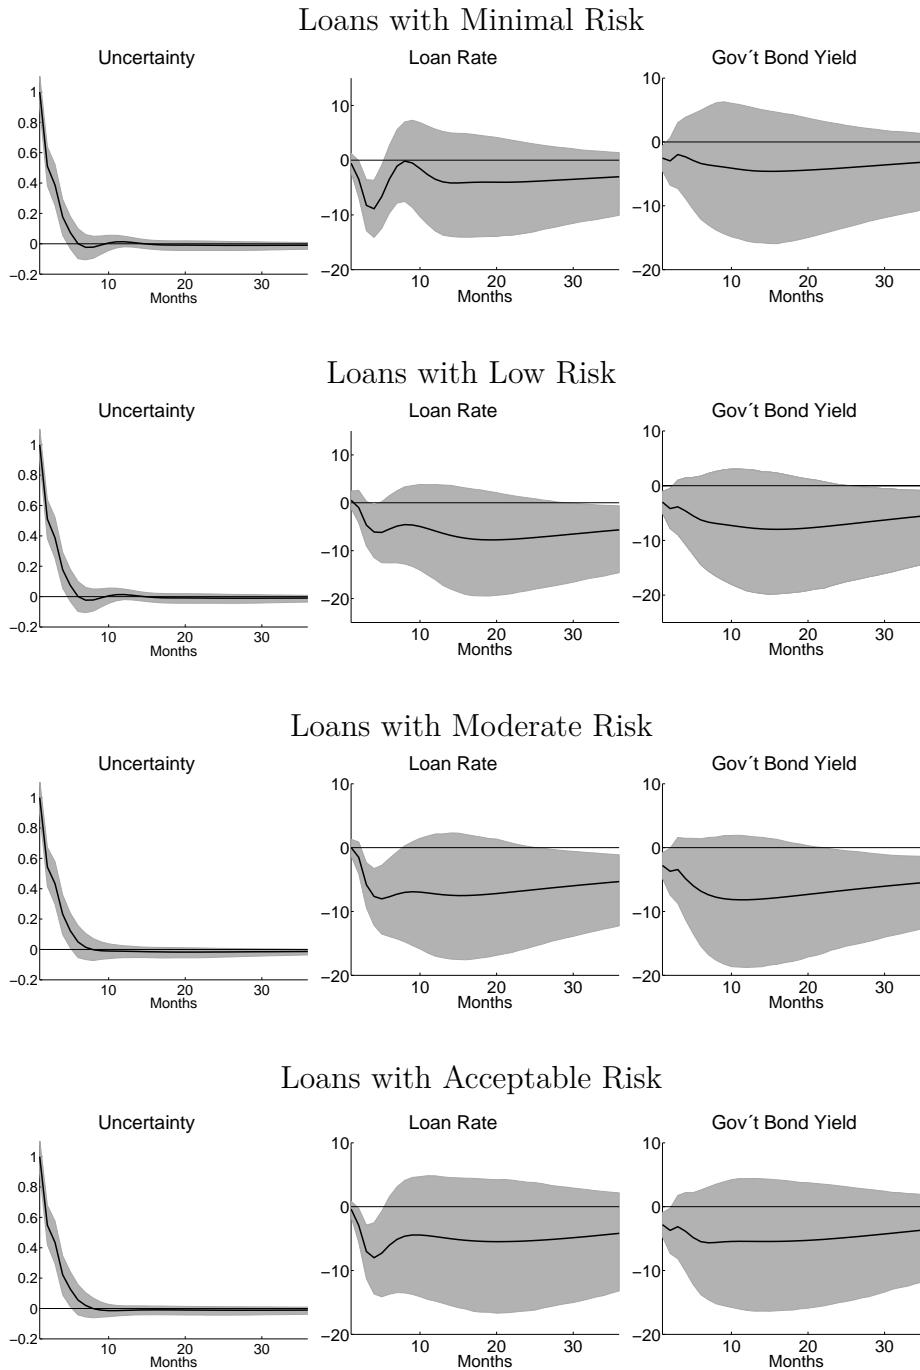 Loans with Minimal Risk
Uncertainty Loan Rate Gov´t Bond Yield
1
0.8
0.6
0.4
0.2
0
−0.2
10 20 30
Months
10
0
−10
−20
10 20 30
Months
10
0
−10
−20
10 20 30
Months
Loans with Low Risk
Uncertainty Loan Rate Gov´t Bond Yield
1
0.8
0.6
0.4
0.2
0
−0.2
10 20 30
Months
10
0
−10
−20
10 20 30
Months
10
0
−10
−20
10 20 30
Months
Loans with Moderate Risk
Uncertainty Loan Rate Gov´t Bond Yield
1
0.8
0.6
0.4
0.2
0
−0.2
10 20 30
Months
10
0
−10
−20
10 20 30
Months
10
0
−10
−20
10 20 30
Months
Loans with Acceptable Risk
Uncertainty Loan Rate Gov´t Bond Yield
1
0.8
0.6
0.4
0.2
0
−0.2
10 20 30
Months
10
0
−10
−20
10 20 30
Months
10
0
−10
−20
10 20 30
Months